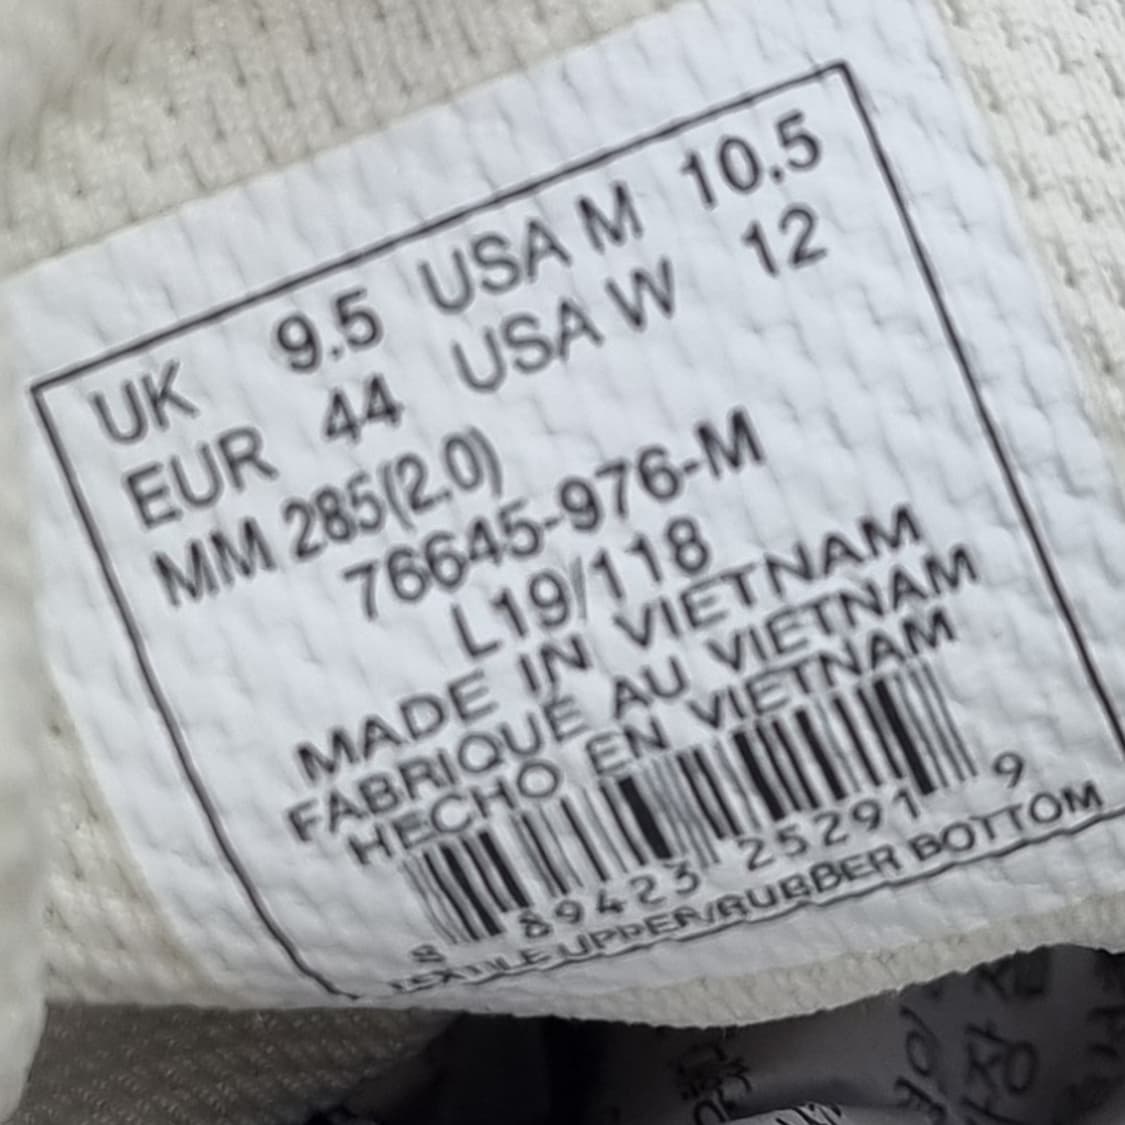 UK 9.5 USA M 10.5
EUR 44 USA W 12
MM 285(2.0)
76645-976-M
L19/118
MADE IN VIETNAM
FABRIQUÉ AU VIETNAM
HECHO EN VIETNAM
8 89423 25291 9
TEXTILE UPPER/RUBBER BOTTOM